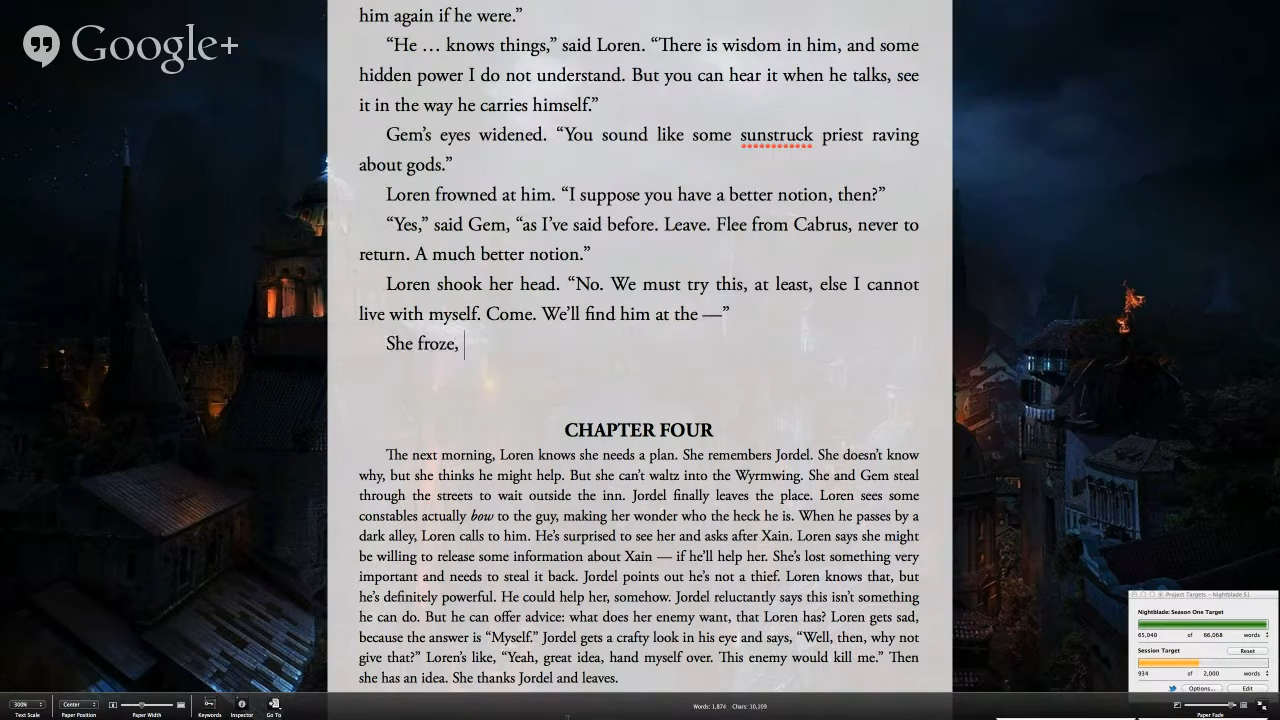 Google+
him again if he were.”
“He … knows things,” said Loren. “There is wisdom in him, and some
hidden power I do not understand. But you can hear it when he talks, see
it in the way he carries himself.”
Gem’s eyes widened. “You sound like some sunstruck priest raving
about gods.”
Loren frowned at him. “I suppose you have a better notion, then?”
“Yes,” said Gem, “as I’ve said before. Leave. Flee from Cabrus, never to
return. A much better notion.”
Loren shook her head. “No. We must try this, at least, else I cannot
live with myself. Come. We’ll find him at the —”
She froze,
CHAPTER FOUR
The next morning, Loren knows she needs a plan. She remembers Jordel. She doesn’t know
why, but she thinks he might help. But she can’t waltz into the Wyrmwing. She and Gem steal
through the streets to wait outside the inn. Jordel finally leaves the place. Loren sees some
constables actually bow to the guy, making her wonder who the heck he is. When he passes by a
dark alley, Loren calls to him. He’s surprised to see her and asks after Xain. Loren says she might
be willing to release some information about Xain — if he’ll help her. She’s lost something very
important and needs to steal it back. Jordel points out he’s not a thief. Loren knows that, but
he’s definitely powerful. He could help her, somehow. Jordel reluctantly says this isn’t something
he can do. But he can offer advice: what does her enemy want, that Loren has? Loren gets sad,
because the answer is “Myself.” Jordel gets a crafty look in his eye and says, “Well, then, why not
give that?” Loren’s like, “Yeah, great idea, hand myself over. This enemy would kill me.” Then
she has an idea. She thanks Jordel and leaves.
Project Targets - Nightblade S1
Nightblade: Season One Target
65,048 of 66,068 words
Session Target
Reset
934 of 2,000 words
Options... Edit
300% Center
Text Scale Paper Position Paper Width Keywords Inspector Go To
Words: 1,874 Chars: 10,109
Paper Fade